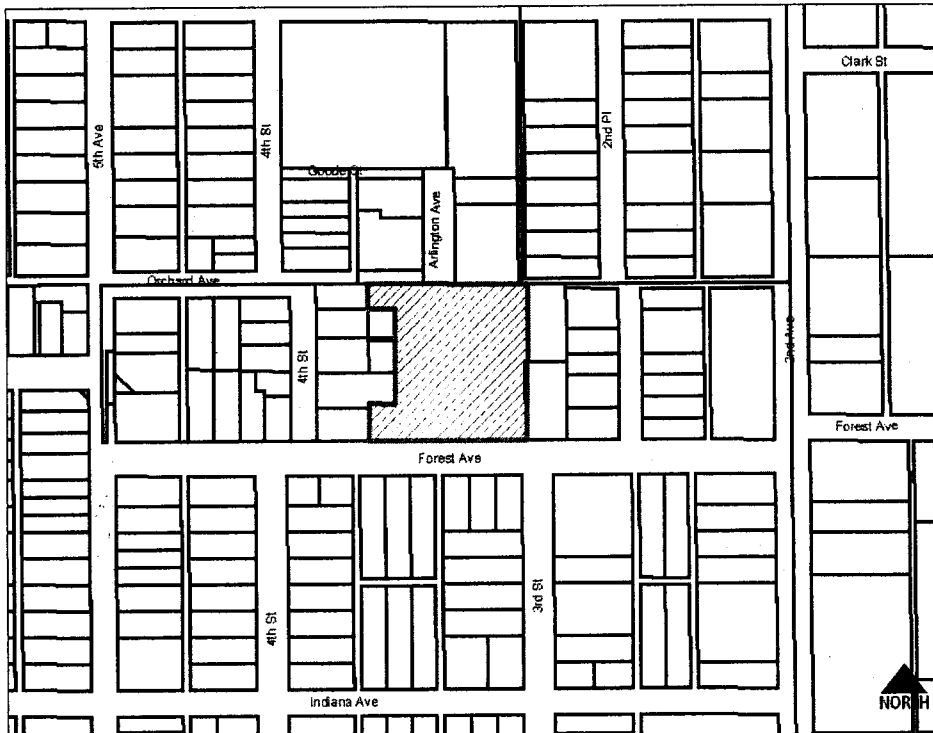 Clark St
5th Ave
4th St
2nd Pl
Goode St
Arlington Ave
Orchard Ave
4th St
2nd Ave
Forest Ave
Forest Ave
4th St
3rd St
Indiana Ave
NORTH